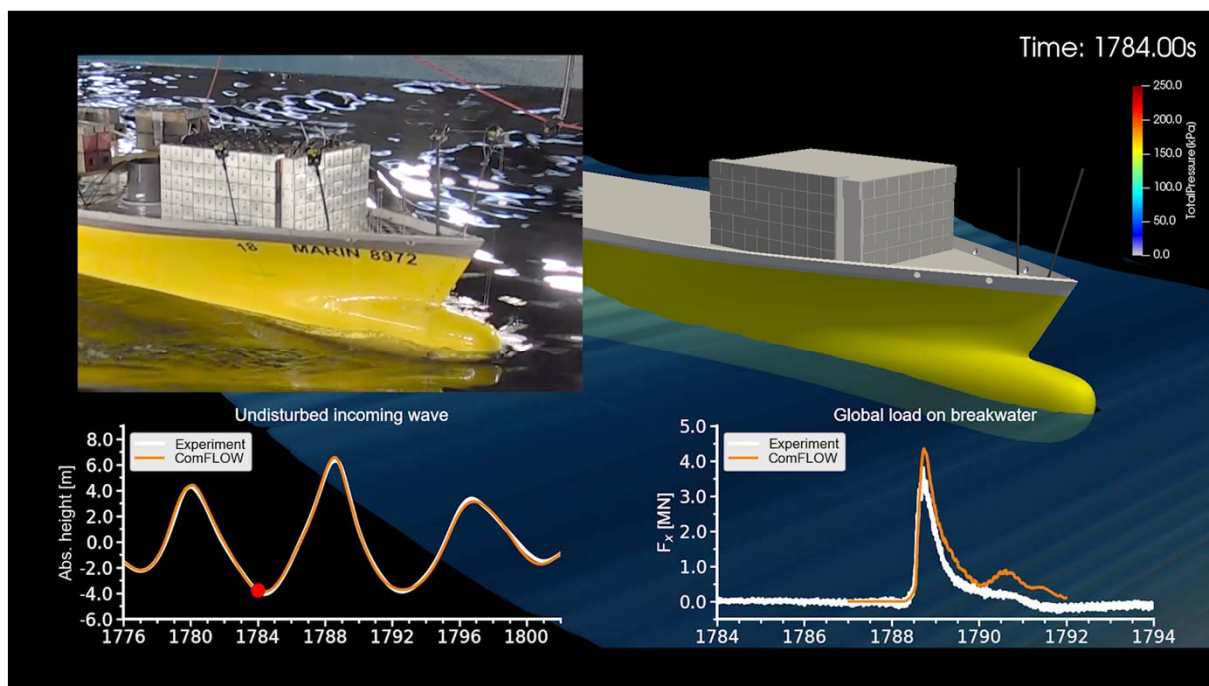 Time: 1784.00s
250.0
200.0
150.0
100.0
50.0
0.0
TotalPressure(kPa)
18 MARIN 8972
Undisturbed incoming wave
Experiment
ComFLOW
Abs. height [m]
8.0
6.0
4.0
2.0
0.0
-2.0
-4.0
-6.0
1776 1780 1784 1788 1792 1796 1800
Global load on breakwater
Experiment
ComFLOW
Fx [MN]
5.0
4.0
3.0
2.0
1.0
0.0
1784 1786 1788 1790 1792 1794